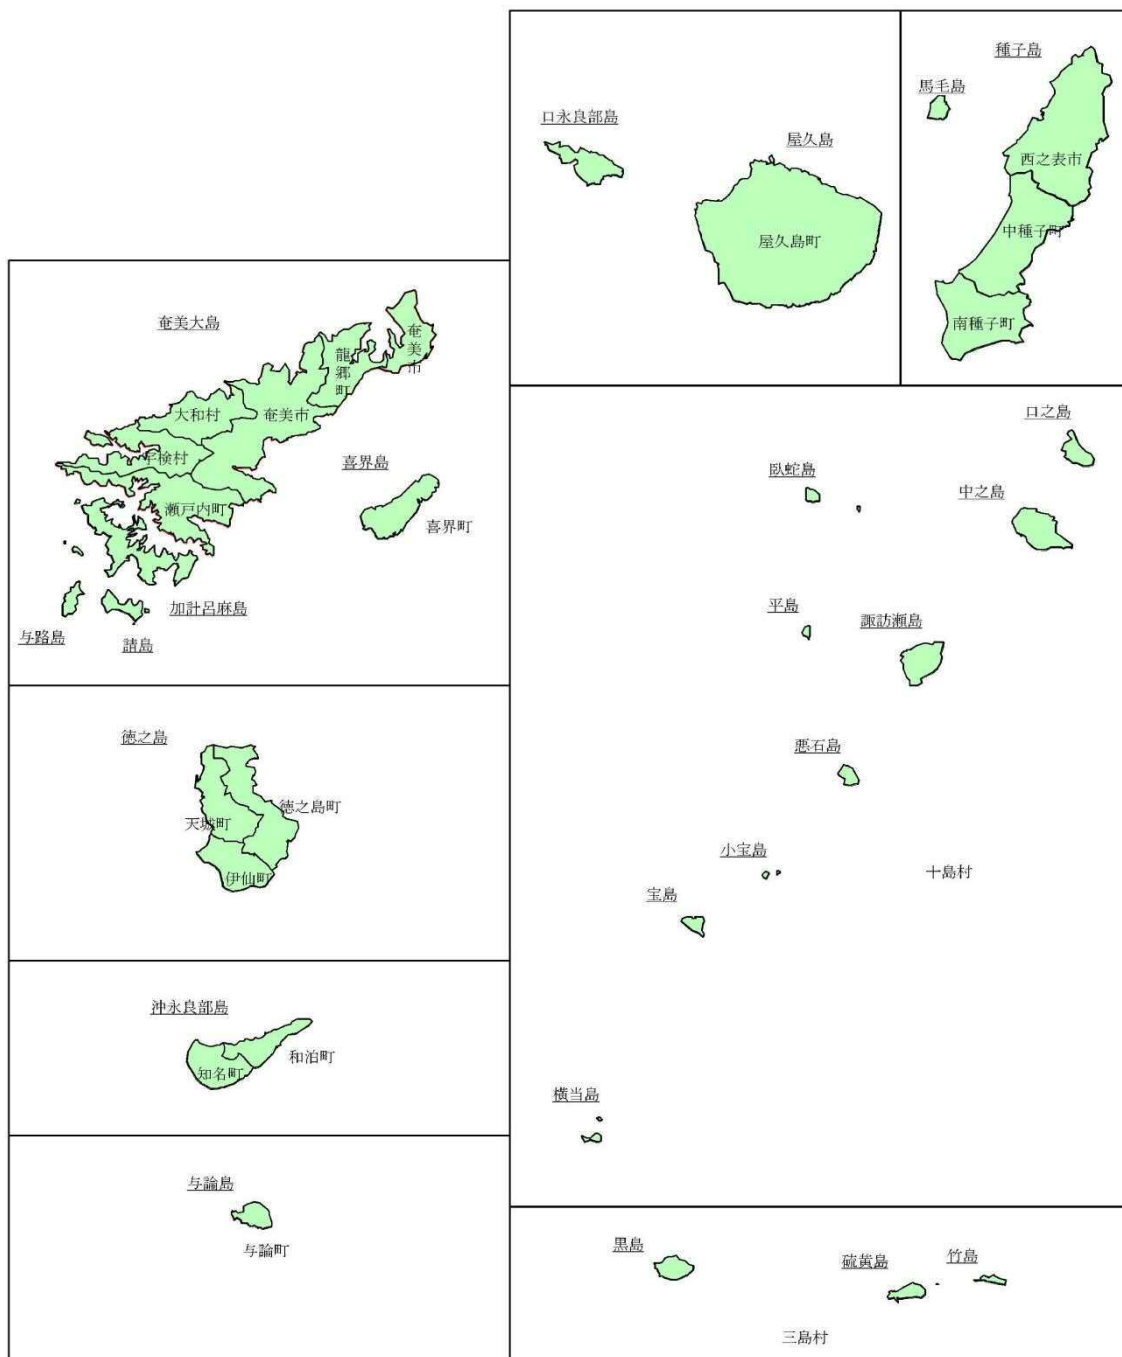 種子島
馬毛島
西之表市
中種子町
南種子町
口永良部島
屋久島
屋久島町
奄美大島
奄美市
龍郷町
大和村
奄美市
宇検村
瀬戸内町
喜界島
喜界町
加計呂麻島
与路島
請島
口之島
臥蛇島
中之島
平島
諏訪瀬島
悪石島
小宝島
宝島
十島村
横当島
徳之島
徳之島町
天城町
伊仙町
沖永良部島
和泊町
知名町
与論島
与論町
黒島
硫黄島
竹島
三島村